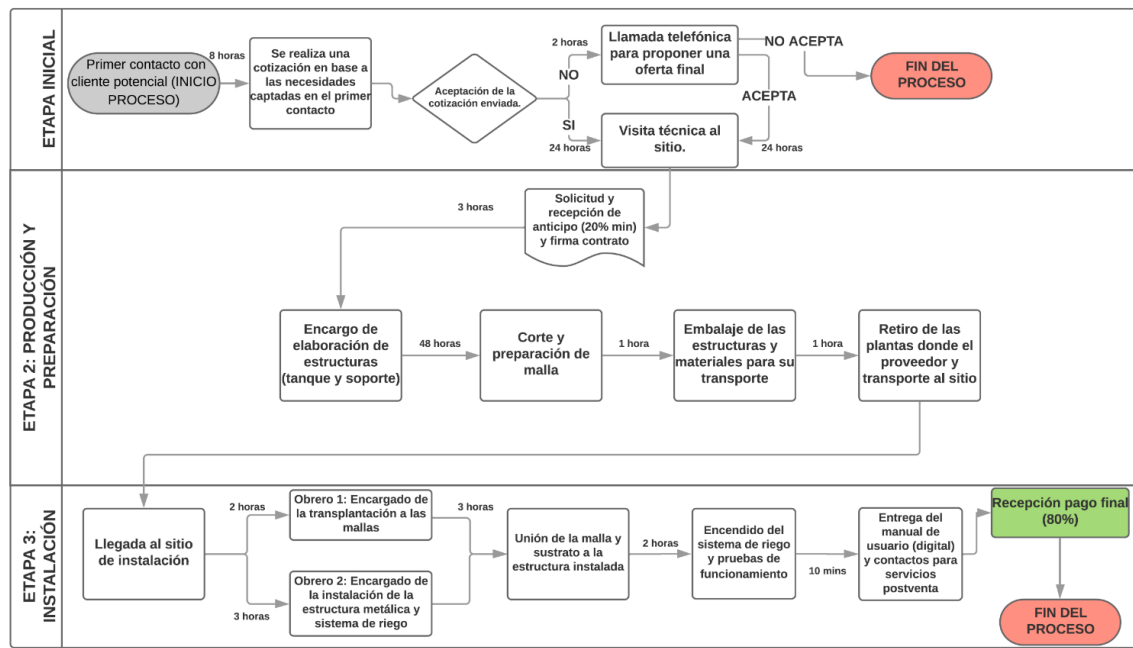 ETAPA INICIAL
Primer contacto con
cliente potencial (INICIO
PROCESO)
8 horas
Se realiza una
cotización en base a
las necesidades
captadas en el primer
contacto
Aceptación de la
cotización enviada.
NO
2 horas
Llamada telefónica
para proponer una
oferta final
NO ACEPTA
FIN DEL
PROCESO
ACEPTA
SI
24 horas
Visita técnica al
sitio.
24 horas
ETAPA 2: PRODUCCIÓN Y
PREPARACIÓN
Solicitud y
recepción de
anticipo (20% min)
y firma contrato
3 horas
Encargo de
elaboración de
estructuras
(tanque y soporte)
48 horas
Corte y
preparación de
malla
1 hora
Embalaje de las
estructuras y
materiales para su
transporte
1 hora
Retiro de las
plantas donde el
proveedor y
transporte al sitio
ETAPA 3:
INSTALACIÓN
Llegada al sitio
de instalación
2 horas
Obrero 1: Encargado de
la transplantación a las
mallas
3 horas
3 horas
Obrero 2: Encargado de
la instalación de la
estructura metálica y
sistema de riego
Unión de la malla y
sustrato a la
estructura instalada
2 horas
Encendido del
sistema de riego
y pruebas de
funcionamiento
10 mins
Entrega del
manual de
usuario (digital)
y contactos para
servicios
postventa
Recepción pago final
(80%)
FIN DEL
PROCESO